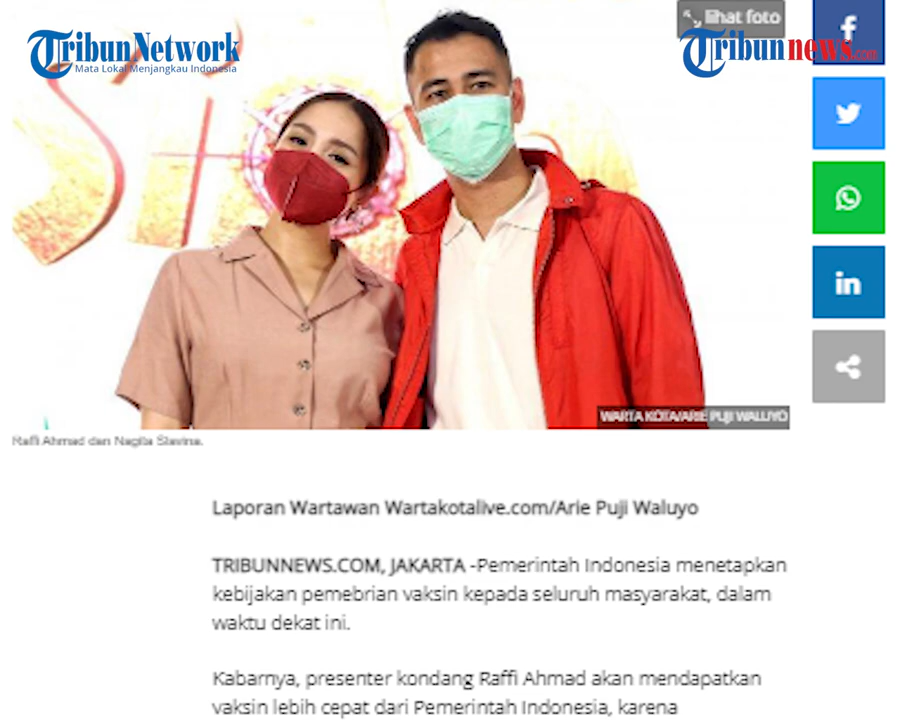 lihat foto
TribunNetwork
Mata Lokal Menjangkau Indonesia
Tribunnews.com
WARTA KOTA/ARIE PUJI WALUYO
Raffi Ahmad dan Nagita Slavina.
Laporan Wartawan Wartakotalive.com/Arie Puji Waluyo
TRIBUNNEWS.COM, JAKARTA -Pemerintah Indonesia menetapkan
kebijakan pemebrian vaksin kepada seluruh masyarakat, dalam
waktu dekat ini.
Kabarnya, presenter kondang Raffi Ahmad akan mendapatkan
vaksin lebih cepat dari Pemerintah Indonesia, karena